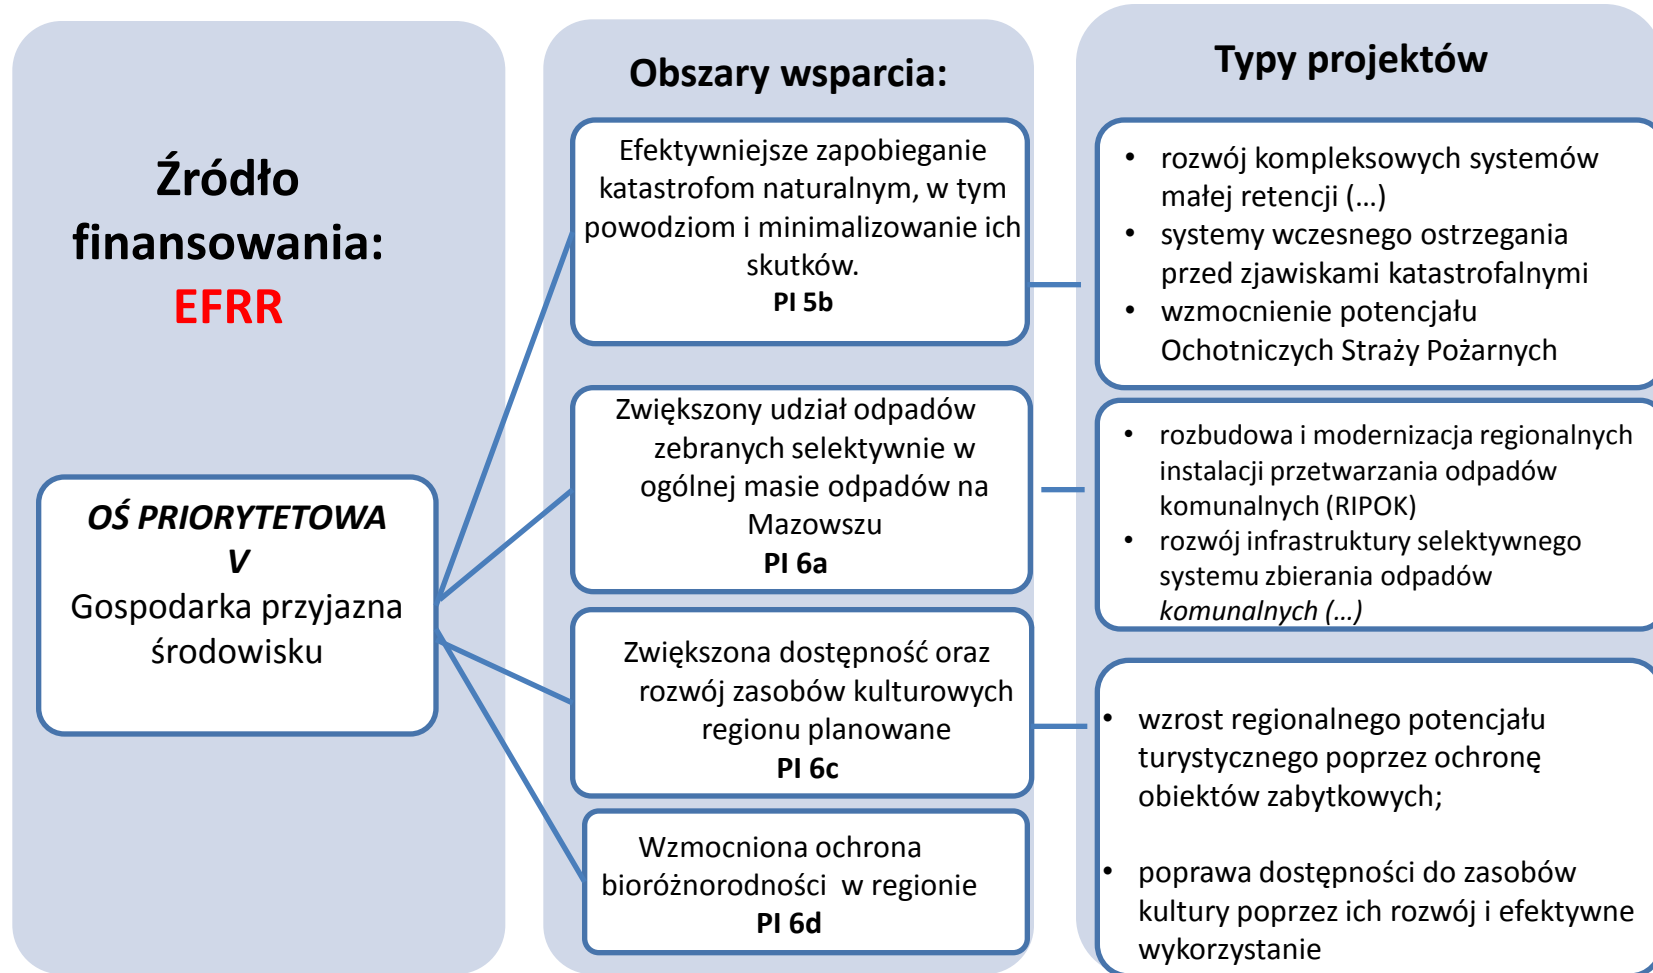 Źródło
finansowania:
EFRR
OŚ PRIORYTETOWA
V
Gospodarka przyjazna
środowisku
Obszary wsparcia:
Efektywniejsze zapobieganie
katastrofom naturalnym, w tym
powodziom i minimalizowanie ich
skutków.
PI 5b
Zwiększony udział odpadów
zebranych selektywnie w
ogólnej masie odpadów na
Mazowszu
PI 6a
Zwiększona dostępność oraz
rozwój zasobów kulturowych
regionu planowane
PI 6c
Wzmocniona ochrona
bioróżnorodności w regionie
PI 6d
Typy projektów
• rozwój kompleksowych systemów
małej retencji (...)
• systemy wczesnego ostrzegania
przed zjawiskami katastrofalnymi
• wzmocnienie potencjału
Ochotniczych Straży Pożarnych
• rozbudowa i modernizacja regionalnych
instalacji przetwarzania odpadów
komunalnych (RIPOK)
• rozwój infrastruktury selektywnego
systemu zbierania odpadów
komunalnych (...)
• wzrost regionalnego potencjału
turystycznego poprzez ochronę
obiektów zabytkowych;
• poprawa dostępności do zasobów
kultury poprzez ich rozwój i efektywne
wykorzystanie